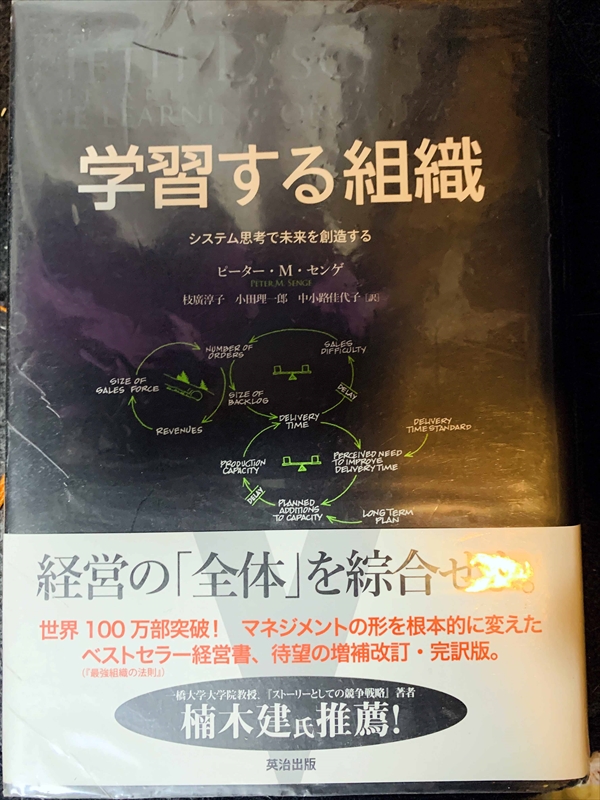 学習する組織
システム思考で未来を創造する
ピーター・M・センゲ
PETER M. SENGE
枝廣淳子 小田理一郎 中小路佳代子[訳]
NUMBER OF
ORDERS
SALES
DIFFICULTY
SIZE OF
SALES FORCE
SIZE OF
BACKLOG
DELAY
REVENUES
DELIVERY
TIME
DELIVERY
TIME STANDARD
PRODUCTION
CAPACITY
PERCEIVED NEED
TO IMPROVE
DELIVERY TIME
DELAY
PLANNED
ADDITIONS
TO CAPACITY
LONG TERM
PLAN
経営の「全体」を綜合せ
世界100万部突破! マネジメントの形を根本的に変えた
ベストセラー経営書、待望の増補改訂・完訳版。
(『最強組織の法則』)
一橋大学大学院教授、『ストーリーとしての競争戦略』著者
楠木建氏推薦!
英治出版